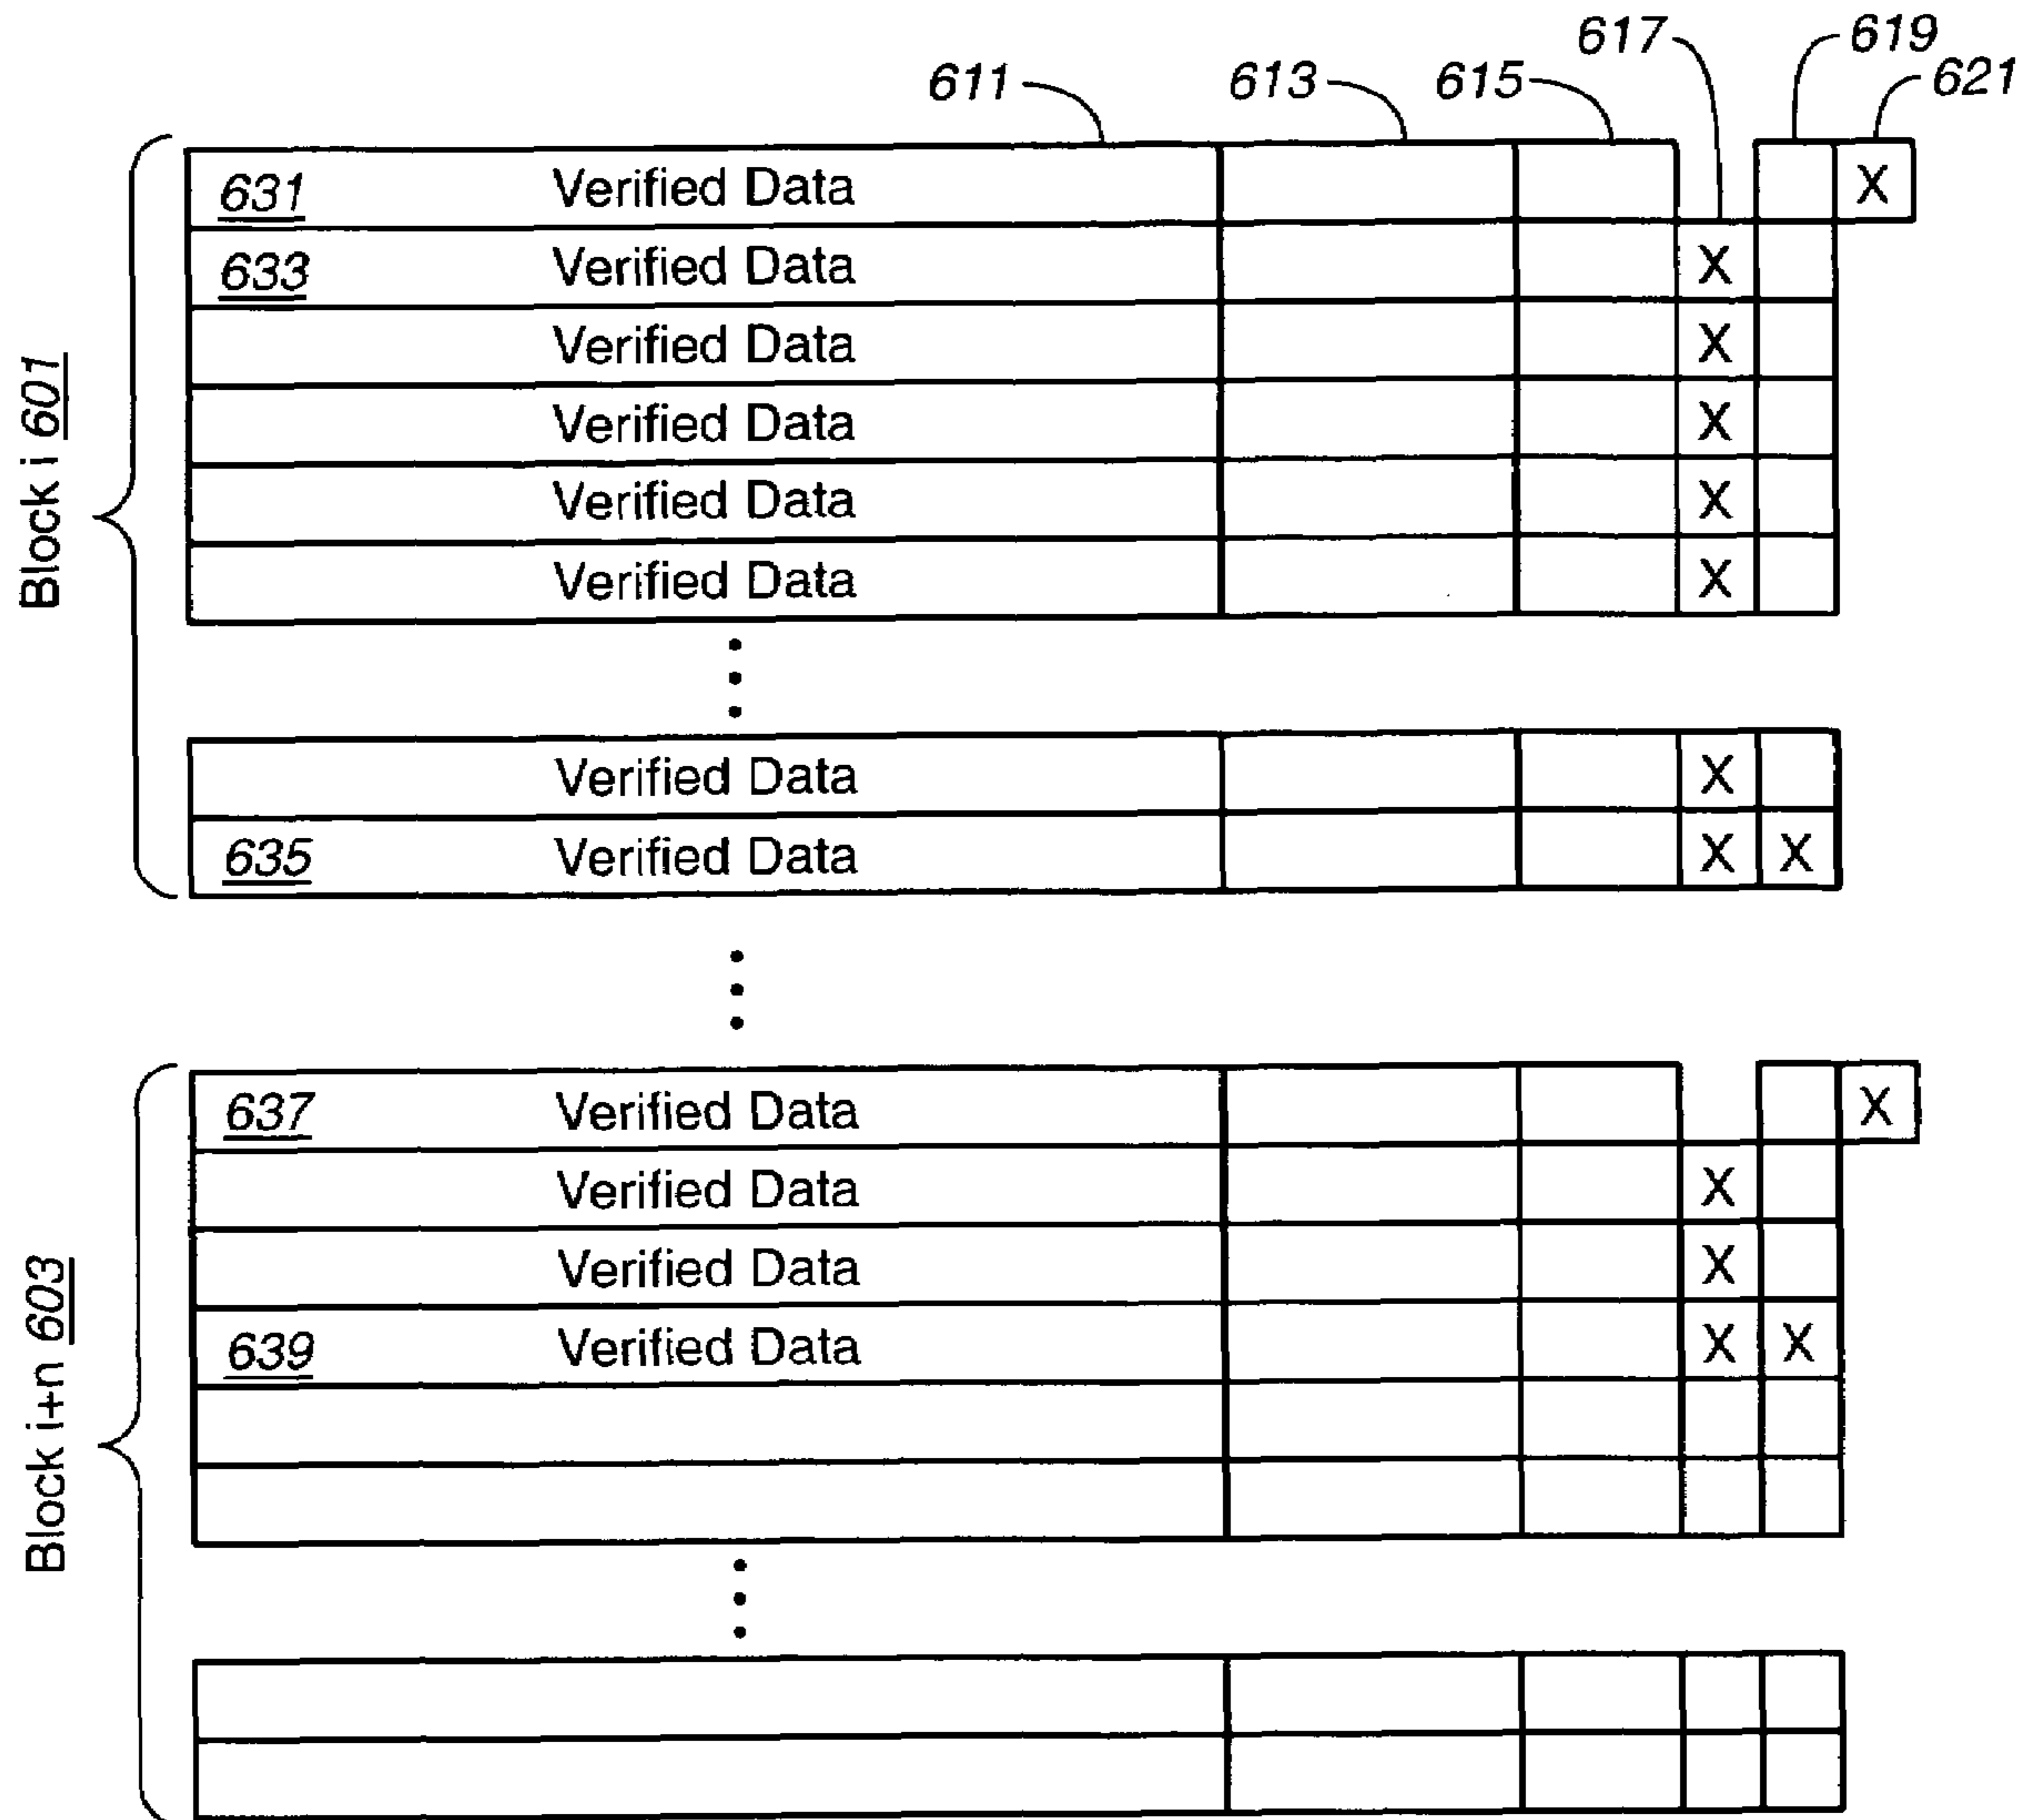 617
619
611
613
615
621
Block i 601
631 Verified Data X
633 Verified Data X
Verified Data X
Verified Data X
Verified Data X
Verified Data X
Verified Data X
635 Verified Data X X
Block i+n 603
637 Verified Data X
Verified Data X
Verified Data X
639 Verified Data X X